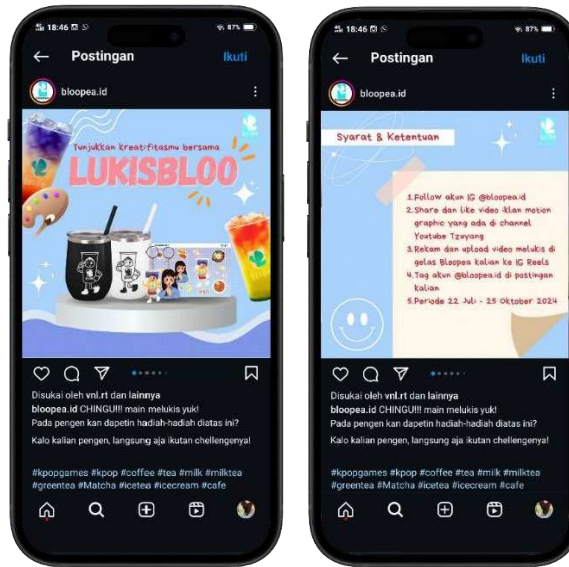 18:46
87%
Postingan
Ikuti
bloopea.id
Tunjukkan kreatifitasmu bersama
LUKISBLOO
Disukai oleh vnl.rt dan lainnya
bloopea.id CHINGU!!! main melukis yuk!
Pada pengen kan dapetin hadiah-hadiah diatas ini?
Kalo kalian pengen, langsung aja ikutan chellengenya!
#kpopgames #kpop #coffee #tea #milk #milktea
#greentea #Matcha #icetea #icecream #cafe
18:46
87%
Postingan
Ikuti
bloopea.id
Syarat & Ketentuan
1.Follow akun IG @bloopea.id
2.Share dan like video iklan motion
graphic yang ada di channel
Youtube Tzuyang
3.Rekam dan upload video melukis di
gelas Bloopea kalian ke IG Reels
4.Tag akun @bloopea.id di postingan
kalian
5.Periode 22 Juli - 25 Oktober 2024
Disukai oleh vnl.rt dan lainnya
bloopea.id CHINGU!!! main melukis yuk!
Pada pengen kan dapetin hadiah-hadiah diatas ini?
Kalo kalian pengen, langsung aja ikutan chellengenya!
#kpopgames #kpop #coffee #tea #milk #milktea
#greentea #Matcha #icetea #icecream #cafe